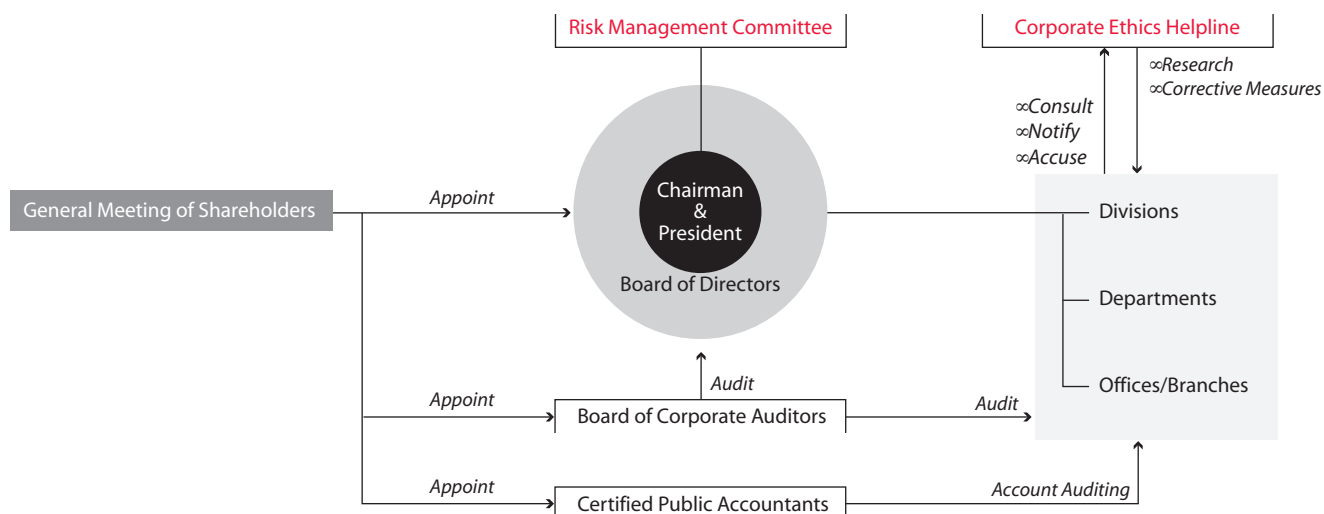 Risk Management Committee
Corporate Ethics Helpline
∞Research
∞Corrective Measures
∞Consult
∞Notify
∞Accuse
General Meeting of Shareholders
Appoint
Chairman
&
President
Board of Directors
Divisions
Departments
Offices/Branches
Audit
Appoint
Board of Corporate Auditors
Audit
Appoint
Certified Public Accountants
Account Auditing